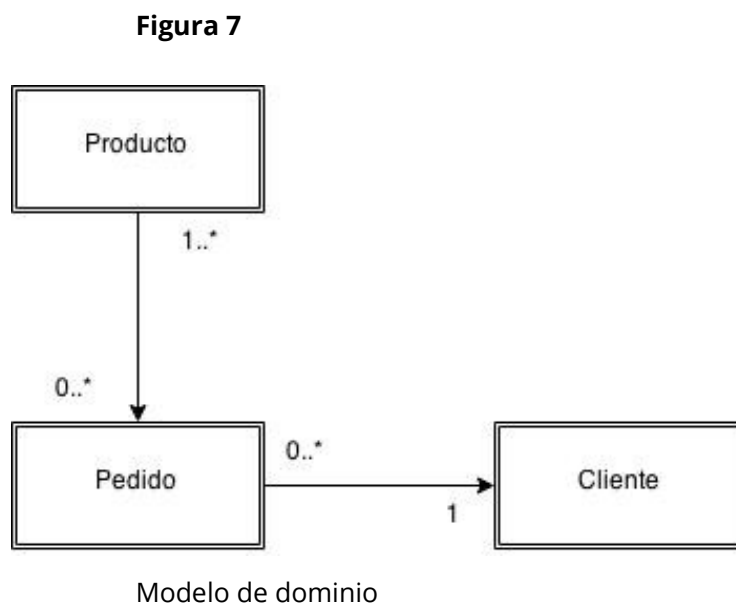 Figura 7
Producto
1..*
0..*
Pedido
0..*
1
Cliente
Modelo de dominio